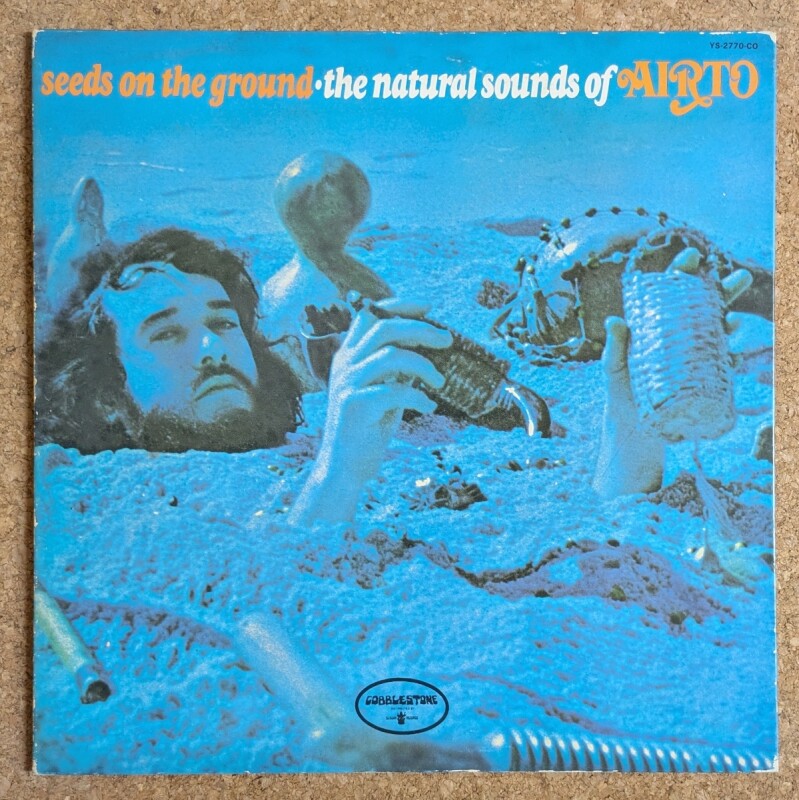 YS-2770-CO
seeds on the ground•the natural sounds of AIRTO
COBBLESTONE